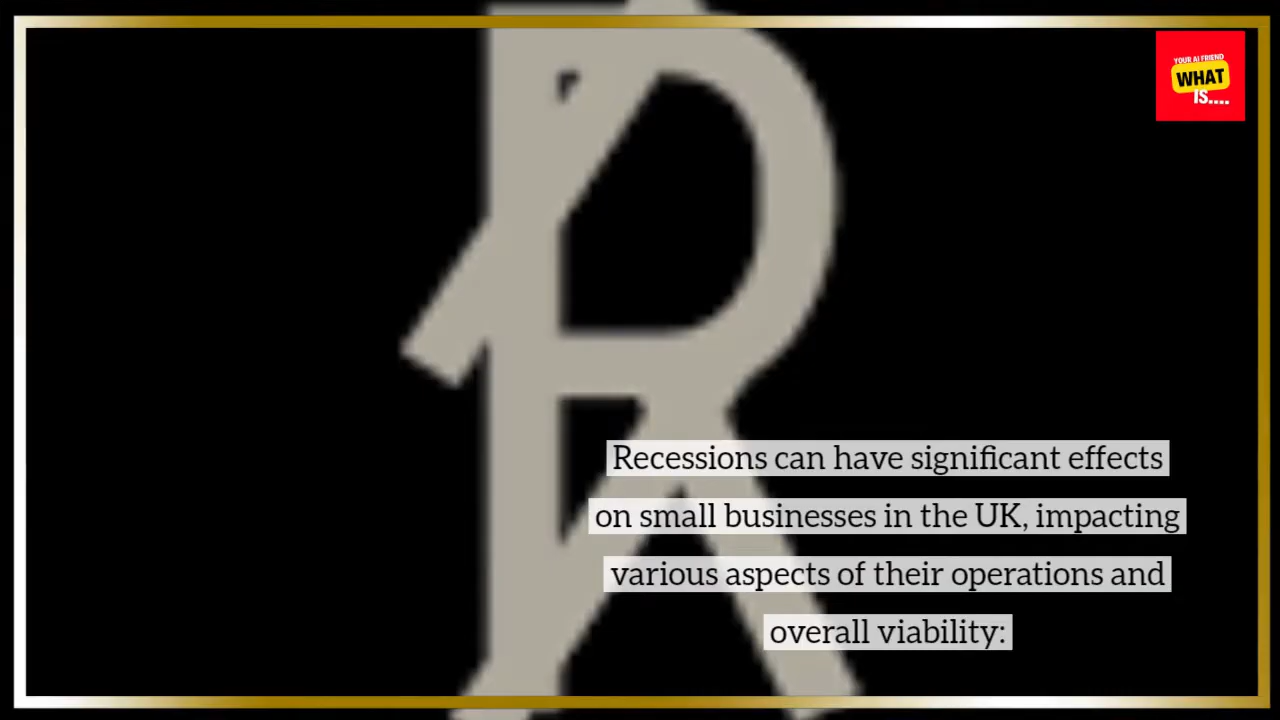 YOUR AI FRIEND
WHAT
IS....
Recessions can have significant effects
on small businesses in the UK, impacting
various aspects of their operations and
overall viability: